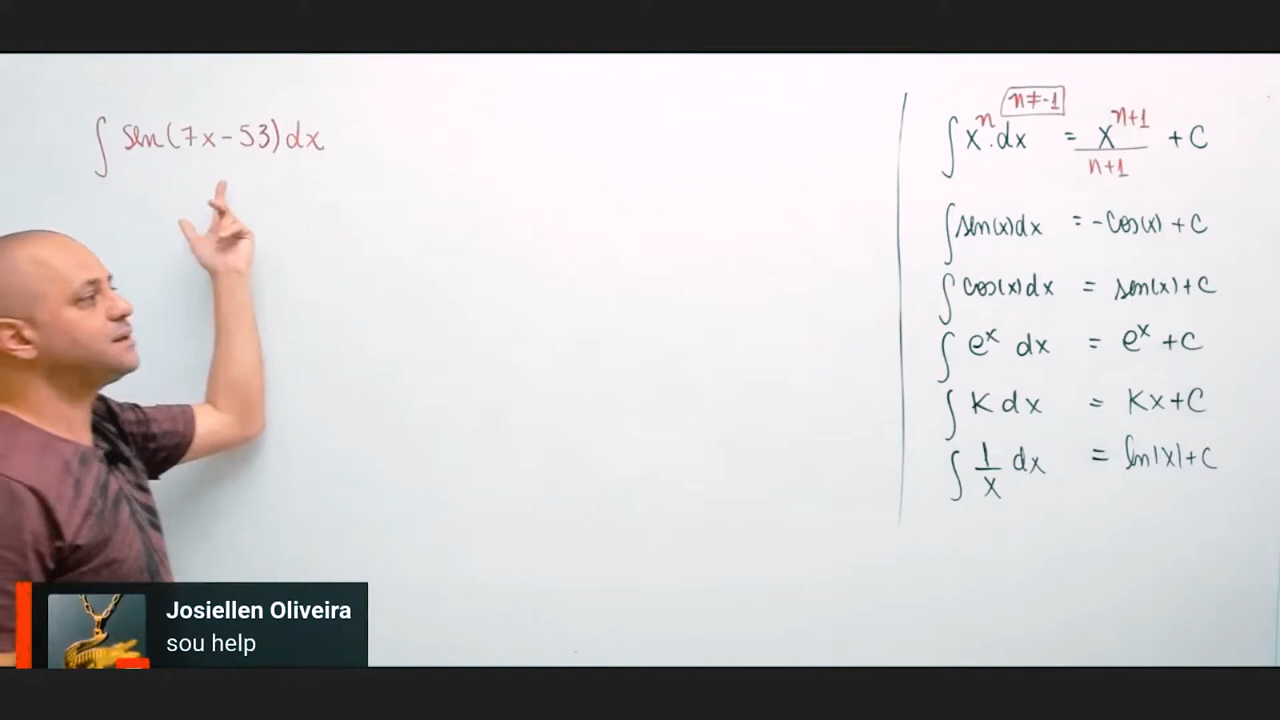 ∫ sen(7x-53)dx
∫ xⁿ.dx n≠-1 = xⁿ⁺¹/n+1 + C
∫ sen(x)dx = -cos(x) + C
∫ cos(x)dx = sen(x)+C
∫ eˣ dx = eˣ + C
∫ K dx = Kx+C
∫ 1/x dx = ln|x|+C
Josiellen Oliveira
sou help